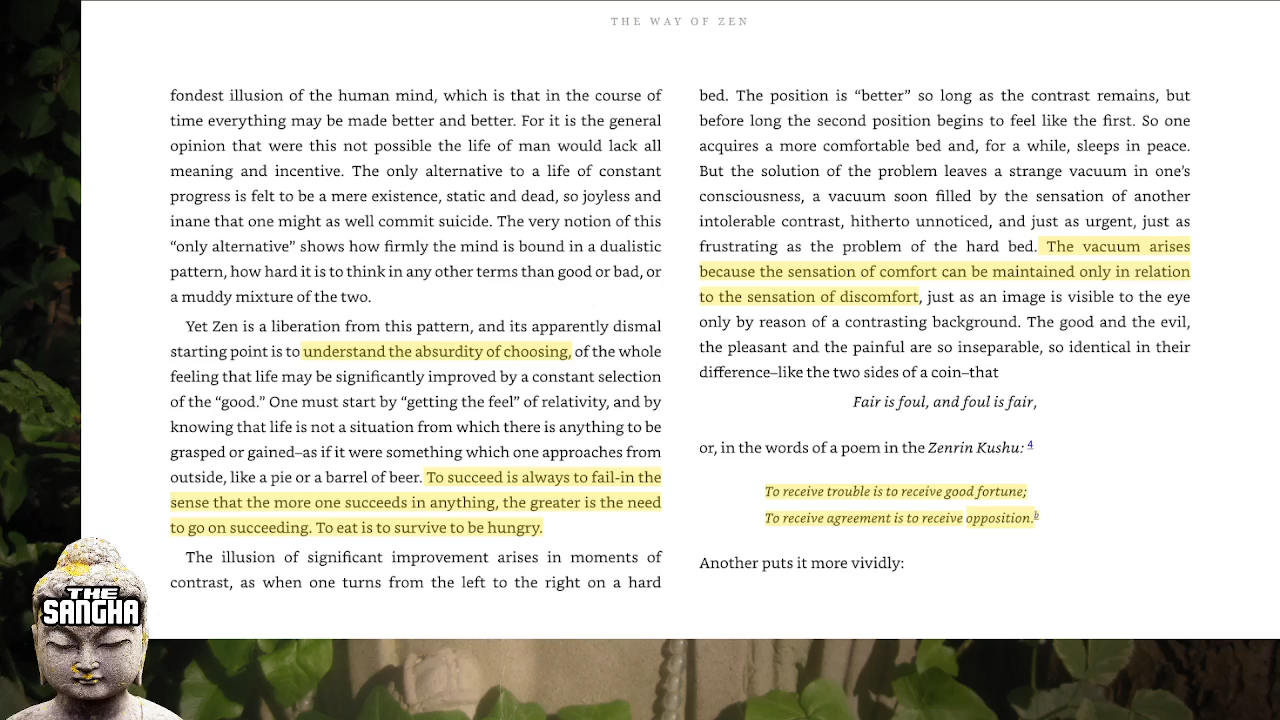 THE WAY OF ZEN
fondest illusion of the human mind, which is that in the course of
time everything may be made better and better. For it is the general
opinion that were this not possible the life of man would lack all
meaning and incentive. The only alternative to a life of constant
progress is felt to be a mere existence, static and dead, so joyless and
inane that one might as well commit suicide. The very notion of this
“only alternative” shows how firmly the mind is bound in a dualistic
pattern, how hard it is to think in any other terms than good or bad, or
a muddy mixture of the two.
Yet Zen is a liberation from this pattern, and its apparently dismal
starting point is to understand the absurdity of choosing, of the whole
feeling that life may be significantly improved by a constant selection
of the “good.” One must start by “getting the feel” of relativity, and by
knowing that life is not a situation from which there is anything to be
grasped or gained–as if it were something which one approaches from
outside, like a pie or a barrel of beer. To succeed is always to fail-in the
sense that the more one succeeds in anything, the greater is the need
to go on succeeding. To eat is to survive to be hungry.
The illusion of significant improvement arises in moments of
contrast, as when one turns from the left to the right on a hard
bed. The position is “better” so long as the contrast remains, but
before long the second position begins to feel like the first. So one
acquires a more comfortable bed and, for a while, sleeps in peace.
But the solution of the problem leaves a strange vacuum in one’s
consciousness, a vacuum soon filled by the sensation of another
intolerable contrast, hitherto unnoticed, and just as urgent, just as
frustrating as the problem of the hard bed. The vacuum arises
because the sensation of comfort can be maintained only in relation
to the sensation of discomfort, just as an image is visible to the eye
only by reason of a contrasting background. The good and the evil,
the pleasant and the painful are so inseparable, so identical in their
difference–like the two sides of a coin–that
Fair is foul, and foul is fair,
or, in the words of a poem in the Zenrin Kushu: 4
To receive trouble is to receive good fortune;
To receive agreement is to receive opposition.b
Another puts it more vividly:
THE
SANGHA